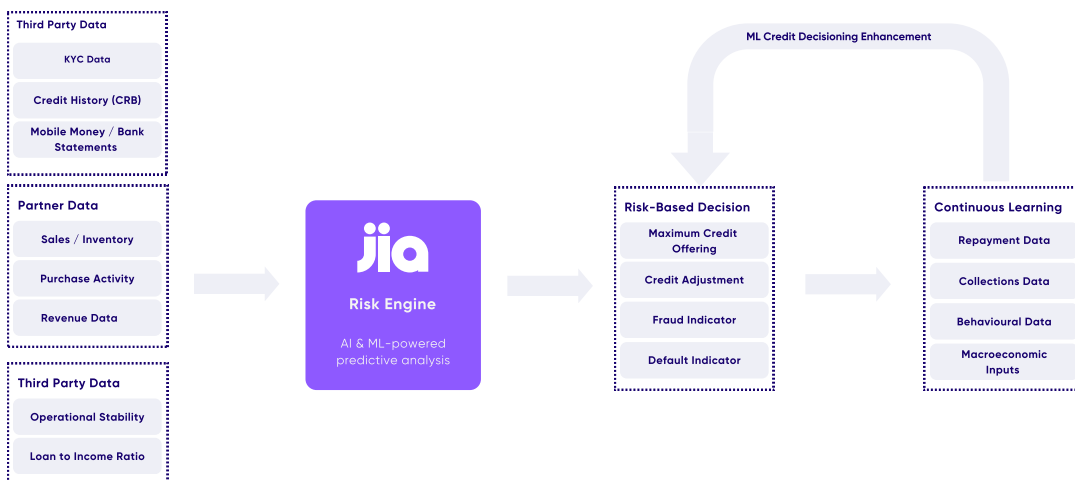 Third Party Data
KYC Data
Credit History (CRB)
Mobile Money / Bank
Statements
Partner Data
Sales / Inventory
Purchase Activity
Revenue Data
Third Party Data
Operational Stability
Loan to Income Ratio
jia
Risk Engine
AI & ML-powered
predictive analysis
ML Credit Decisioning Enhancement
Risk-Based Decision
Maximum Credit
Offering
Credit Adjustment
Fraud Indicator
Default Indicator
Continuous Learning
Repayment Data
Collections Data
Behavioural Data
Macroeconomic
Inputs